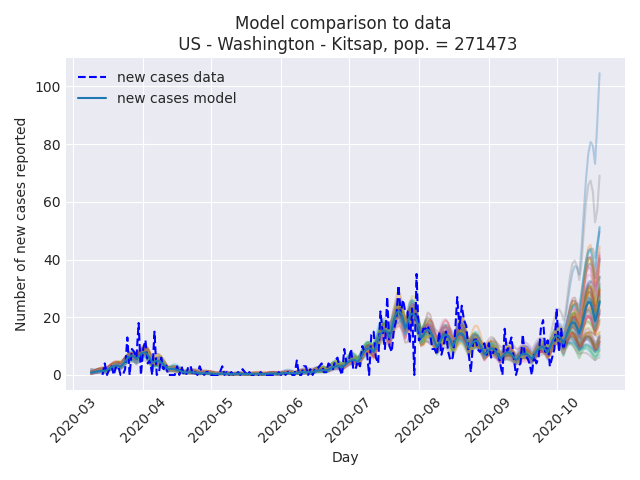 Model comparison to data
US - Washington - Kitsap, pop. = 271473
new cases data
new cases model
Number of new cases reported
100
80
60
40
20
0
2020-03
2020-04
2020-05
2020-06
2020-07
2020-08
2020-09
2020-10
Day